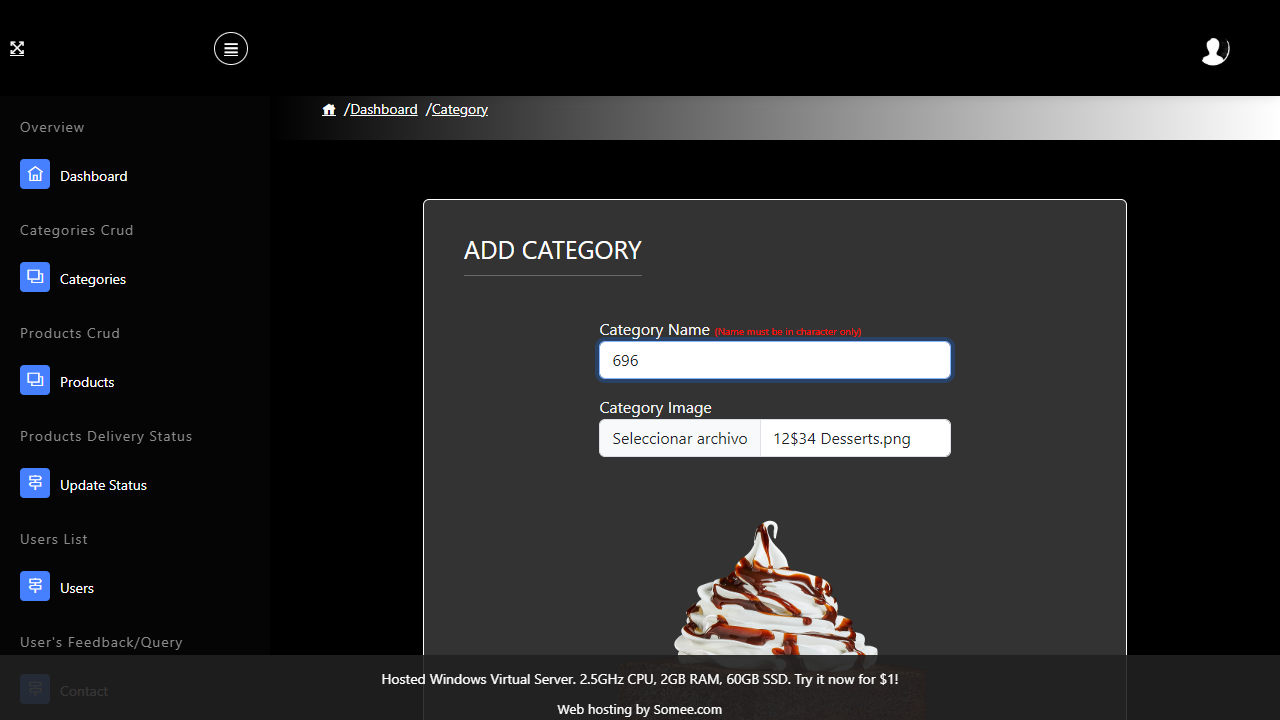 /Dashboard /Category
Overview
Dashboard
Categories Crud
Categories
Products Crud
Products
Products Delivery Status
Update Status
Users List
Users
User's Feedback/Query
Contact
ADD CATEGORY
Category Name (Name must be in character only)
696
Category Image
Seleccionar archivo 12$34 Desserts.png
Hosted Windows Virtual Server. 2.5GHz CPU, 2GB RAM, 60GB SSD. Try it now for $1!
Web hosting by Somee.com